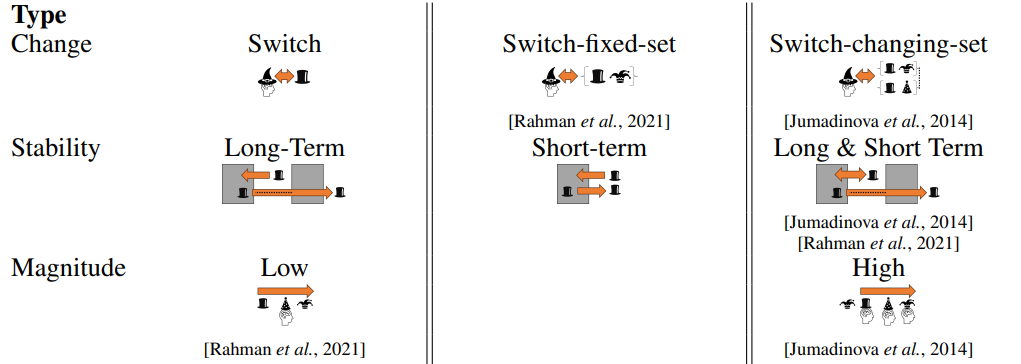 Type
Change Switch Switch-fixed-set Switch-changing-set
[Rahman et al., 2021] [Jumadinova et al., 2014]
Stability Long-Term Short-term Long & Short Term
[Jumadinova et al., 2014]
[Rahman et al., 2021]
Magnitude Low High
[Rahman et al., 2021] [Jumadinova et al., 2014]